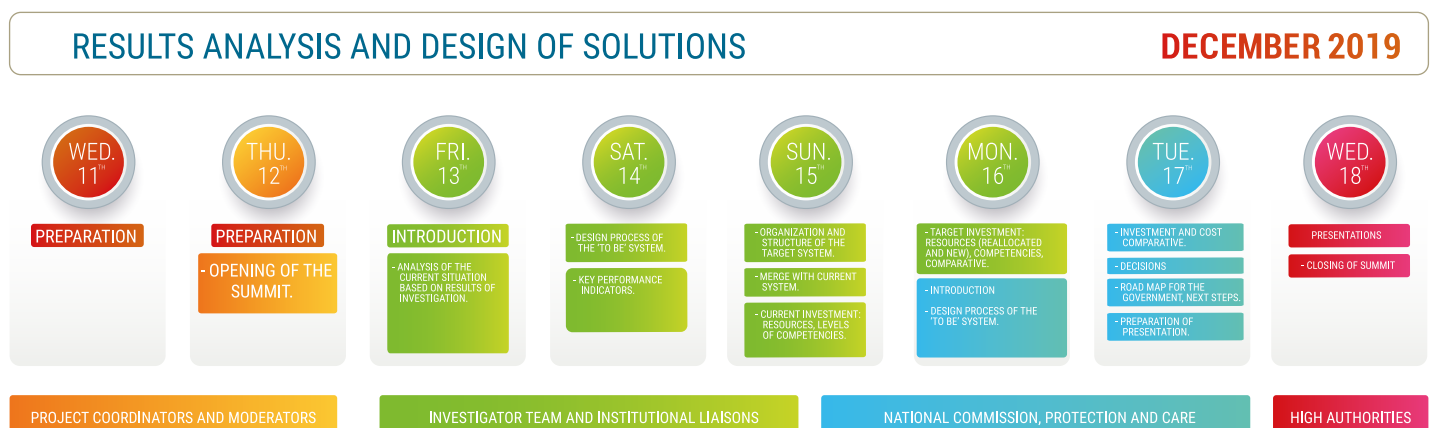 RESULTS ANALYSIS AND DESIGN OF SOLUTIONS
DECEMBER 2019
WED.
11TH
PREPARATION
THU.
12TH
PREPARATION
- OPENING OF THE
SUMMIT.
FRI.
13TH
INTRODUCTION
- ANALYSIS OF THE
CURRENT SITUATION
BASED ON RESULTS OF
INVESTIGATION.
SAT.
14TH
- DESIGN PROCESS OF
THE 'TO BE' SYSTEM.
- KEY PERFORMANCE
INDICATORS.
SUN.
15TH
- ORGANIZATION AND
STRUCTURE OF THE
TARGET SYSTEM.
- MERGE WITH CURRENT
SYSTEM.
- CURRENT INVESTMENT:
RESOURCES, LEVELS
OF COMPETENCIES.
MON.
16TH
- TARGET INVESTMENT:
RESOURCES (REALLOCATED
AND NEW), COMPETENCIES,
COMPARATIVE.
- INTRODUCTION
- DESIGN PROCESS OF THE
'TO BE' SYSTEM.
TUE.
17TH
- INVESTMENT AND COST
COMPARATIVE.
- DECISIONS
- ROAD MAP FOR THE
GOVERNMENT, NEXT STEPS.
- PREPARATION OF
PRESENTATION.
WED.
18TH
PRESENTATIONS
- CLOSING OF SUMMIT
PROJECT COORDINATORS AND MODERATORS
INVESTIGATOR TEAM AND INSTITUTIONAL LIAISONS
NATIONAL COMMISSION, PROTECTION AND CARE
HIGH AUTHORITIES